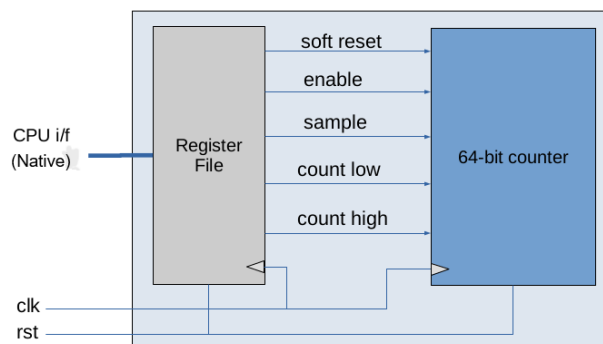 soft reset
enable
CPU i/f
(Native)
Register
File
sample
64-bit counter
count low
count high
clk
rst